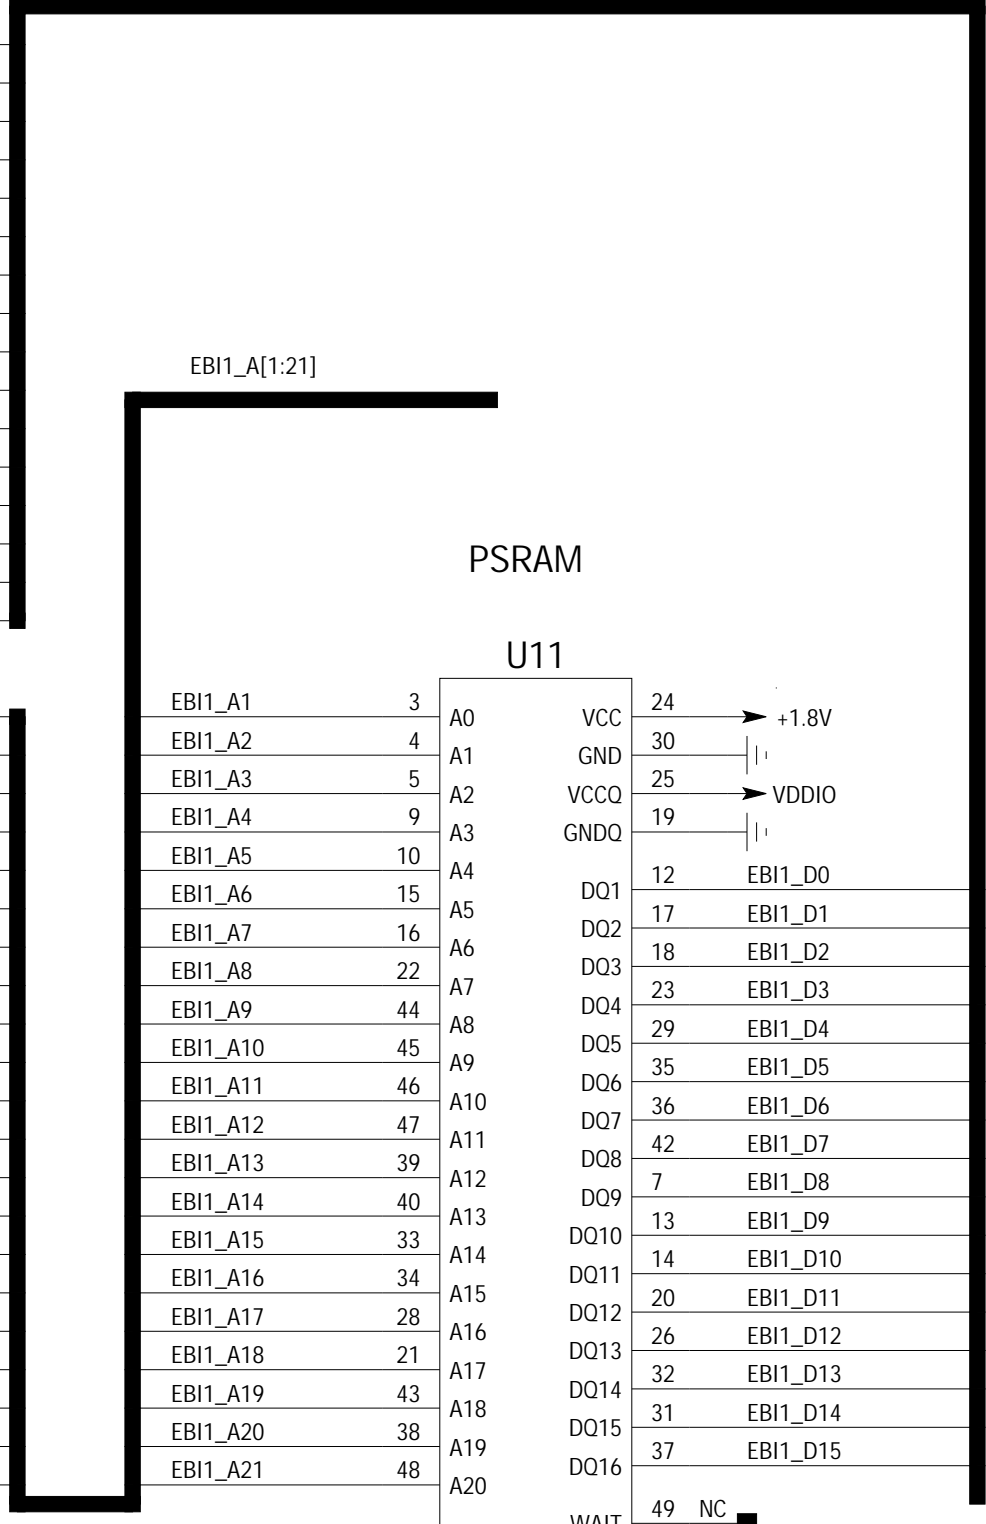 EBI1_A[1:21]
PSRAM
U11
EBI1_A1 3 A0 VCC 24 +1.8V
EBI1_A2 4 A1 GND 30
EBI1_A3 5 A2 VCCQ 25 VDDIO
EBI1_A4 9 A3 GNDQ 19
EBI1_A5 10 A4 DQ1 12 EBI1_D0
EBI1_A6 15 A5 DQ2 17 EBI1_D1
EBI1_A7 16 A6 DQ3 18 EBI1_D2
EBI1_A8 22 A7 DQ4 23 EBI1_D3
EBI1_A9 44 A8 DQ5 29 EBI1_D4
EBI1_A10 45 A9 DQ6 35 EBI1_D5
EBI1_A11 46 A10 DQ7 36 EBI1_D6
EBI1_A12 47 A11 DQ8 42 EBI1_D7
EBI1_A13 39 A12 DQ9 7 EBI1_D8
EBI1_A14 40 A13 DQ10 13 EBI1_D9
EBI1_A15 33 A14 DQ11 14 EBI1_D10
EBI1_A16 34 A15 DQ12 20 EBI1_D11
EBI1_A17 28 A16 DQ13 26 EBI1_D12
EBI1_A18 21 A17 DQ14 32 EBI1_D13
EBI1_A19 43 A18 DQ15 31 EBI1_D14
EBI1_A20 38 A19 DQ16 37 EBI1_D15
EBI1_A21 48 A20
WAIT 49 NC